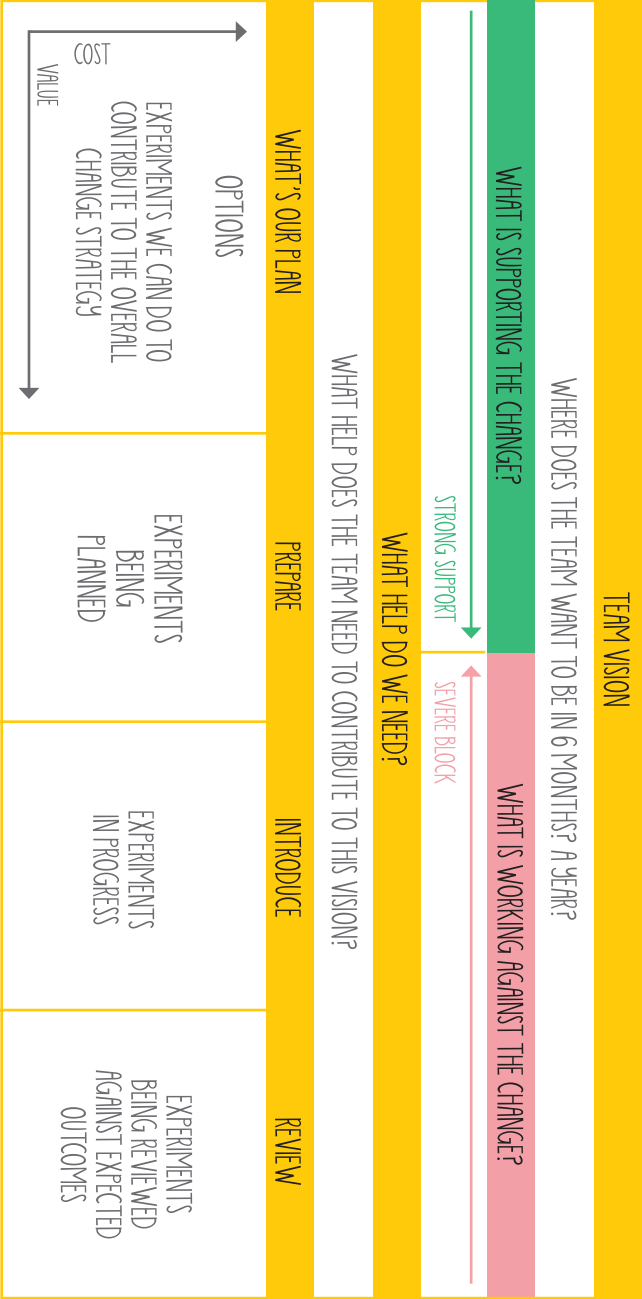 TEAM VISION
WHERE DOES THE TEAM WANT TO BE IN 6 MONTHS? A YEAR?
WHAT IS SUPPORTING THE CHANGE?
WHAT IS WORKING AGAINST THE CHANGE?
STRONG SUPPORT
SEVERE BLOCK
WHAT HELP DO WE NEED?
WHAT HELP DOES THE TEAM NEED TO CONTRIBUTE TO THIS VISION?
WHAT'S OUR PLAN
PREPARE
INTRODUCE
REVIEW
OPTIONS
EXPERIMENTS WE CAN DO TO
CONTRIBUTE TO THE OVERALL
CHANGE STRATEGY
COST
VALUE
EXPERIMENTS
BEING
PLANNED
EXPERIMENTS
IN PROGRESS
EXPERIMENTS
BEING REVIEWED
AGAINST EXPECTED
OUTCOMES